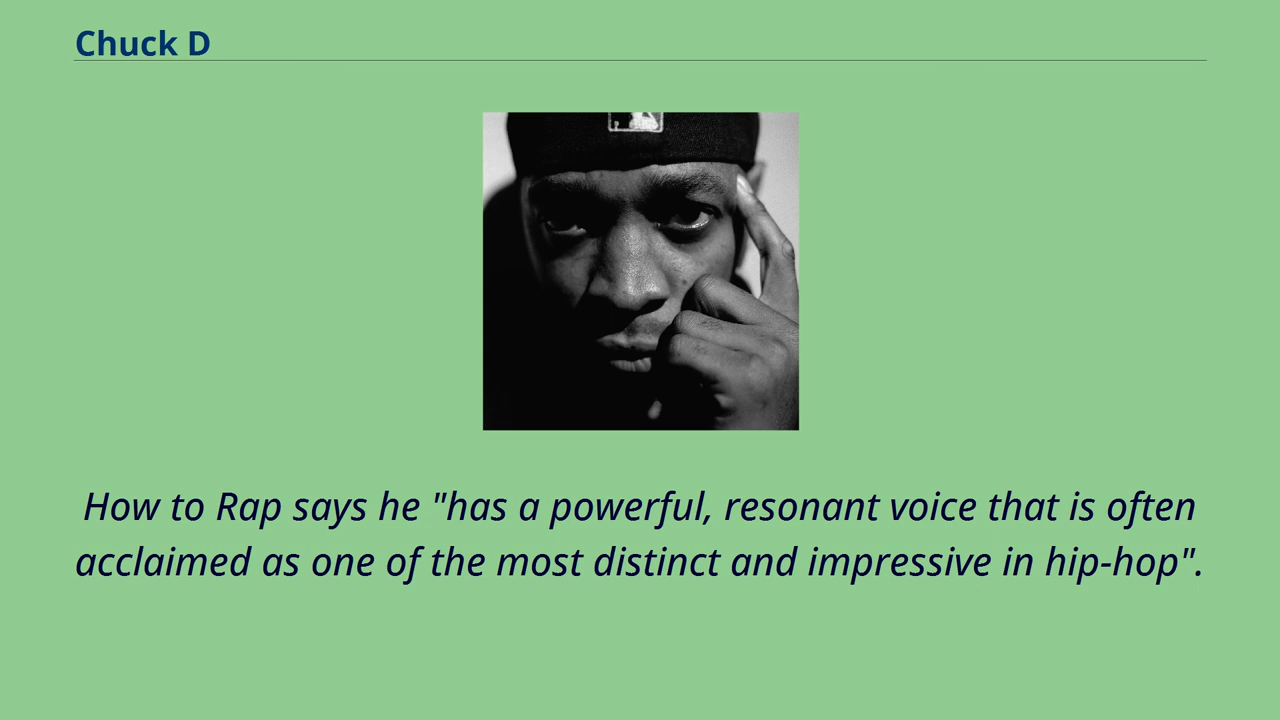 Chuck D
How to Rap says he "has a powerful, resonant voice that is often
acclaimed as one of the most distinct and impressive in hip-hop".